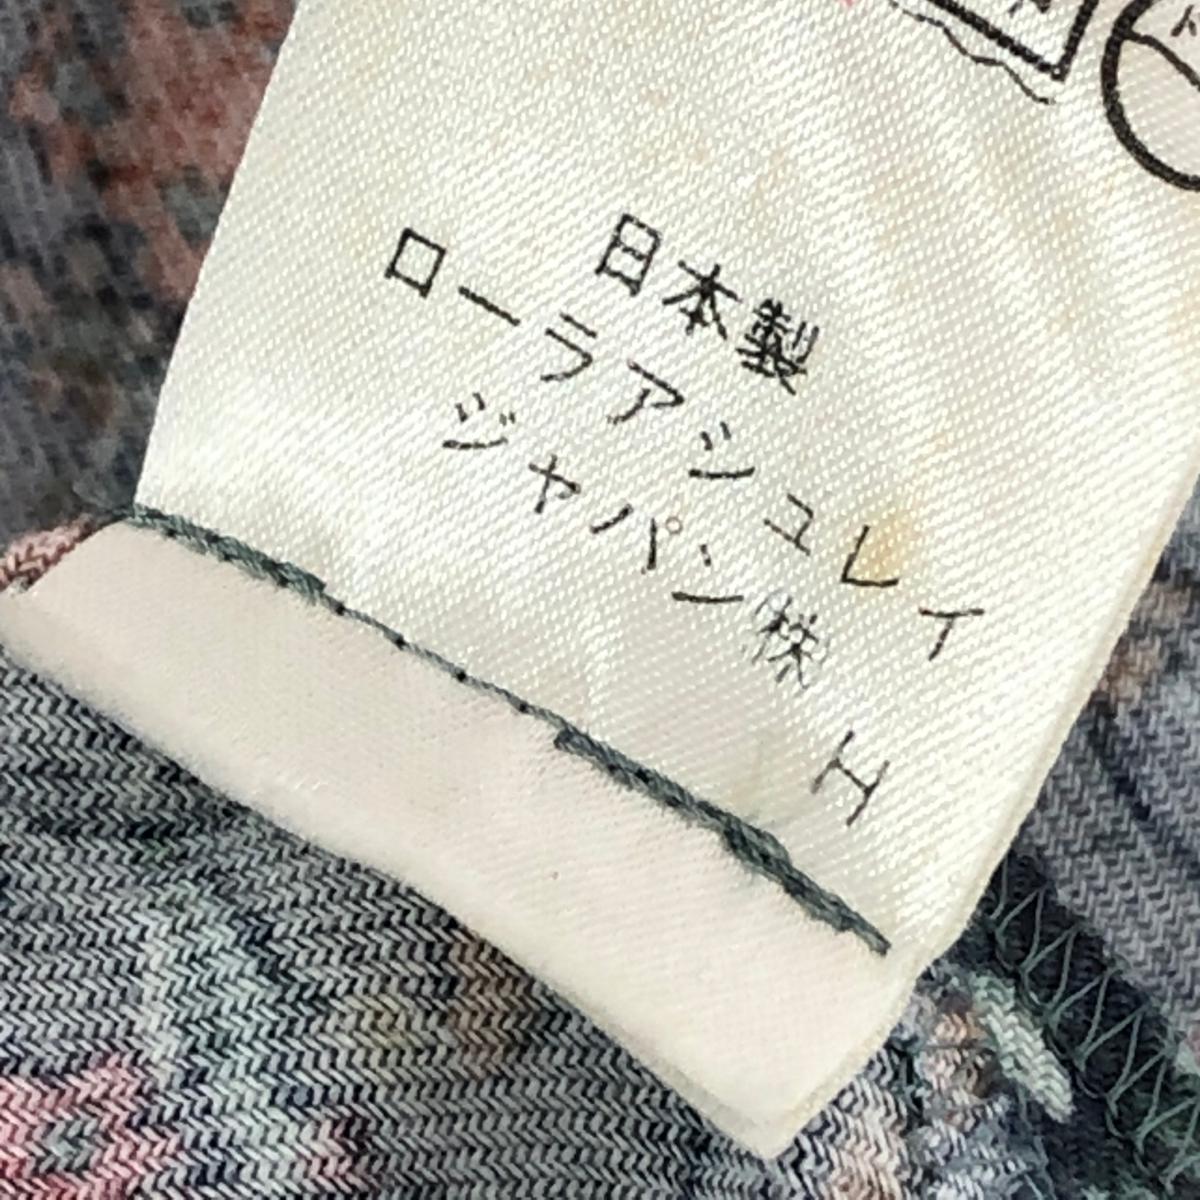 日本製
ローラアシュレイ
ジャパン㈱
H